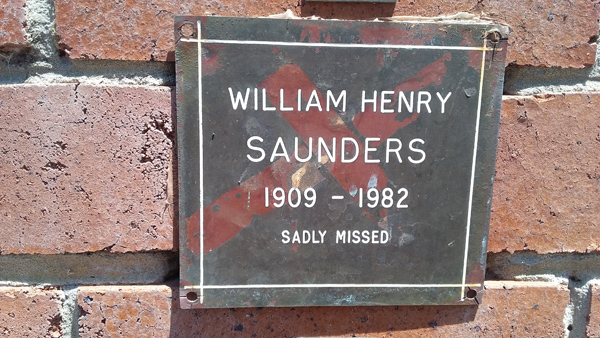 WILLIAM HENRY
SAUNDERS
1909 - 1982
SADLY MISSED